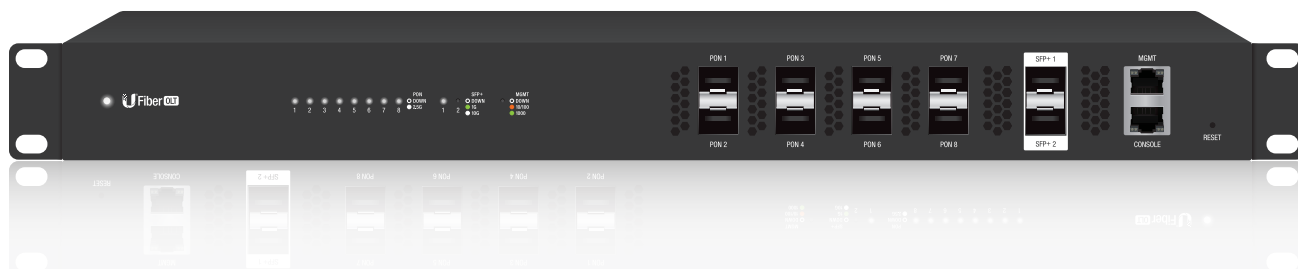 PON 1 PON 3 PON 5 PON 7 SFP+ 1 MGMT
U Fiber OLT
PON SFP+ MGMT
DOWN DOWN DOWN
2.5G 1G 10/100
10G 1000
1 2 3 4 5 6 7 8 1 2
RESET
PON 2 PON 4 PON 6 PON 8 SFP+ 2 CONSOLE